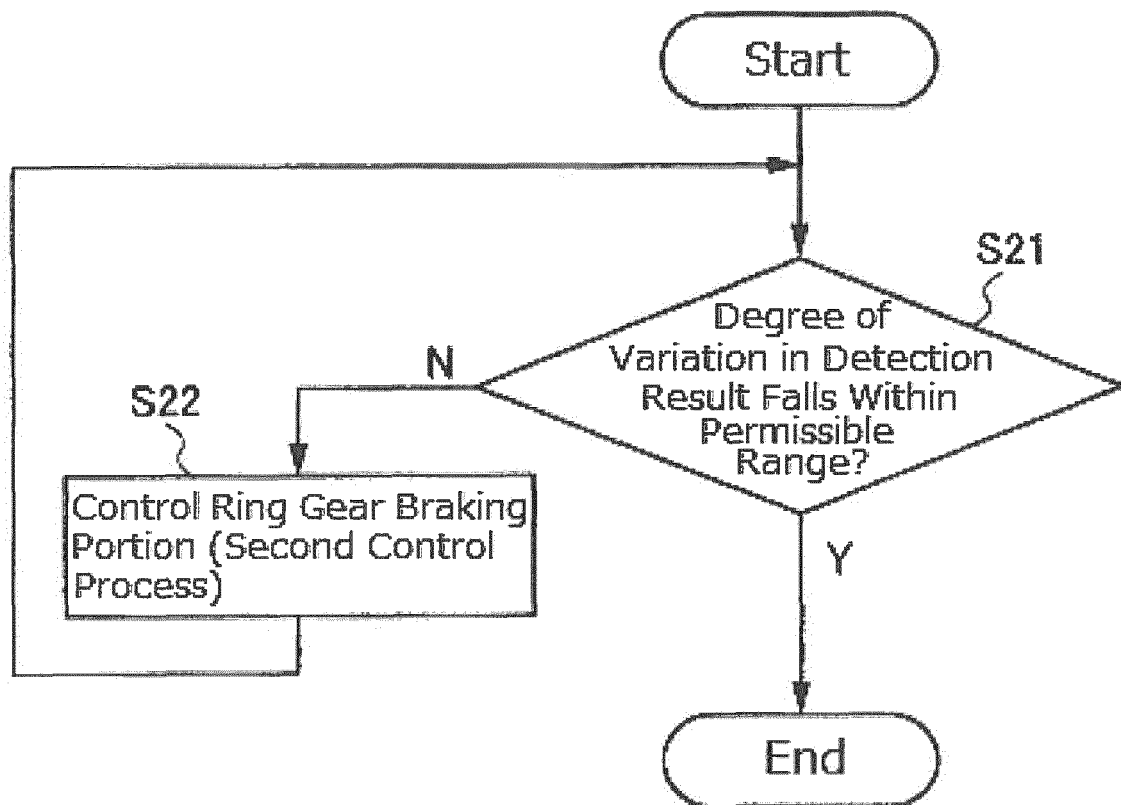 Start
S21
Degree of
Variation in Detection
Result Falls Within
Permissible
Range?
N
S22
Control Ring Gear Braking
Portion (Second Control
Process)
Y
End